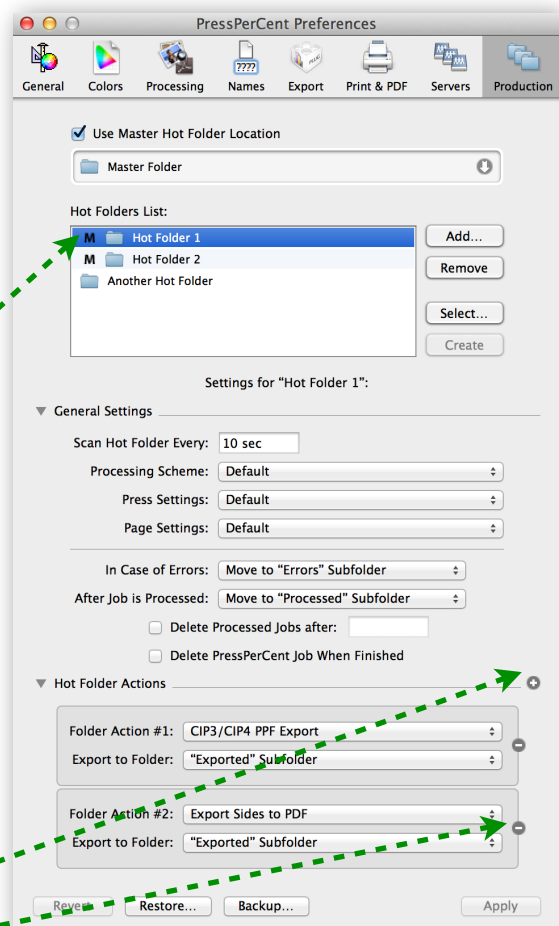 PressPerCent Preferences
General Colors Processing Names Export Print & PDF Servers Production
Use Master Hot Folder Location
Master Folder
Hot Folders List:
M Hot Folder 1 Add...
M Hot Folder 2
Remove
Another Hot Folder
Select...
Create
Settings for “Hot Folder 1”:
General Settings
Scan Hot Folder Every: 10 sec
Processing Scheme: Default
Press Settings: Default
Page Settings: Default
In Case of Errors: Move to “Errors” Subfolder
After Job is Processed: Move to “Processed” Subfolder
Delete Processed Jobs after:
Delete PressPerCent Job When Finished
Hot Folder Actions
Folder Action #1: CIP3/CIP4 PPF Export
Export to Folder: “Exported” Subfolder
Folder Action #2: Export Sides to PDF
Export to Folder: “Exported” Subfolder
Revert Restore... Backup... Apply